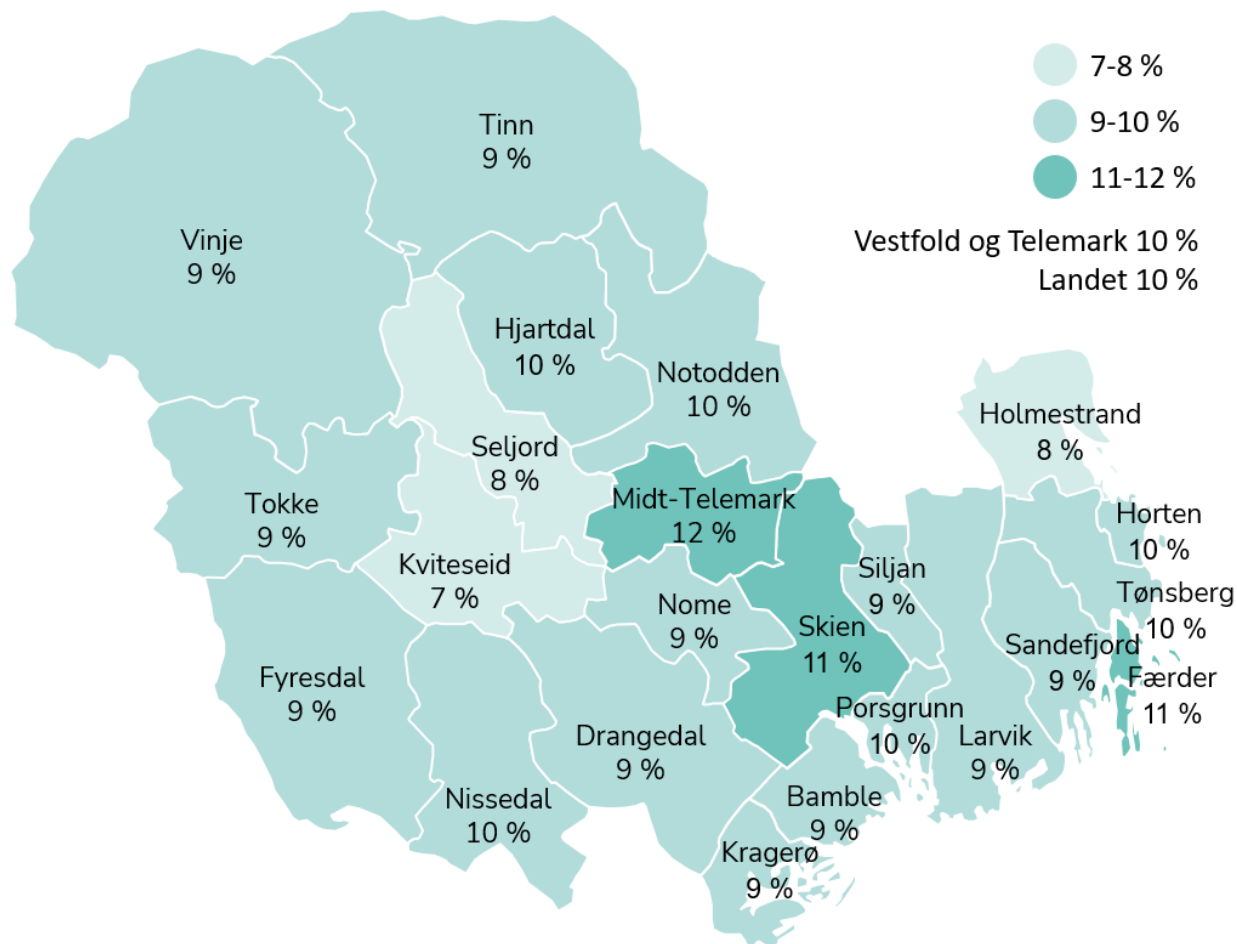 7-8 %
9-10 %
11-12 %
Vestfold og Telemark 10 %
Landet 10 %
Tinn
9 %
Vinje
9 %
Hjartdal
10 %
Notodden
10 %
Holmestrand
8 %
Seljord
8 %
Midt-Telemark
12 %
Tokke
9 %
Horten
10 %
Kviteseid
7 %
Siljan
9 %
Tønsberg
10 %
Nome
9 %
Skien
11 %
Sandefjord
9 %
Færder
11 %
Fyresdal
9 %
Drangedal
9 %
Porsgrunn
10 %
Larvik
9 %
Nissedal
10 %
Bamble
9 %
Kragerø
9 %